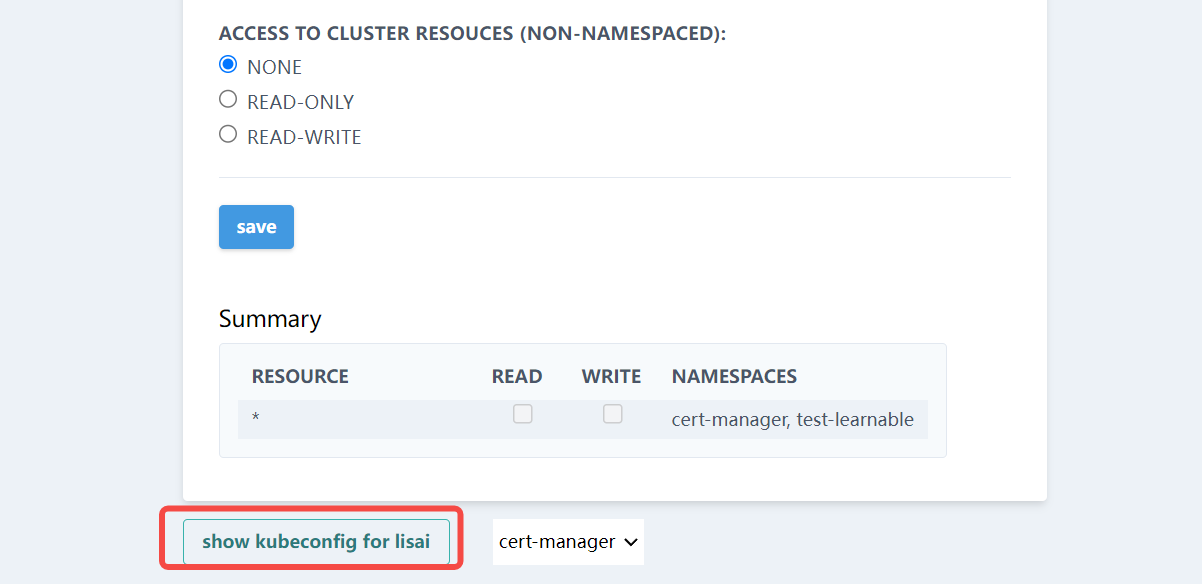 ACCESS TO CLUSTER RESOUCES (NON-NAMESPACED):
NONE
READ-ONLY
READ-WRITE
save
Summary
RESOURCE READ WRITE NAMESPACES
* cert-manager, test-learnable
show kubeconfig for lisai cert-manager